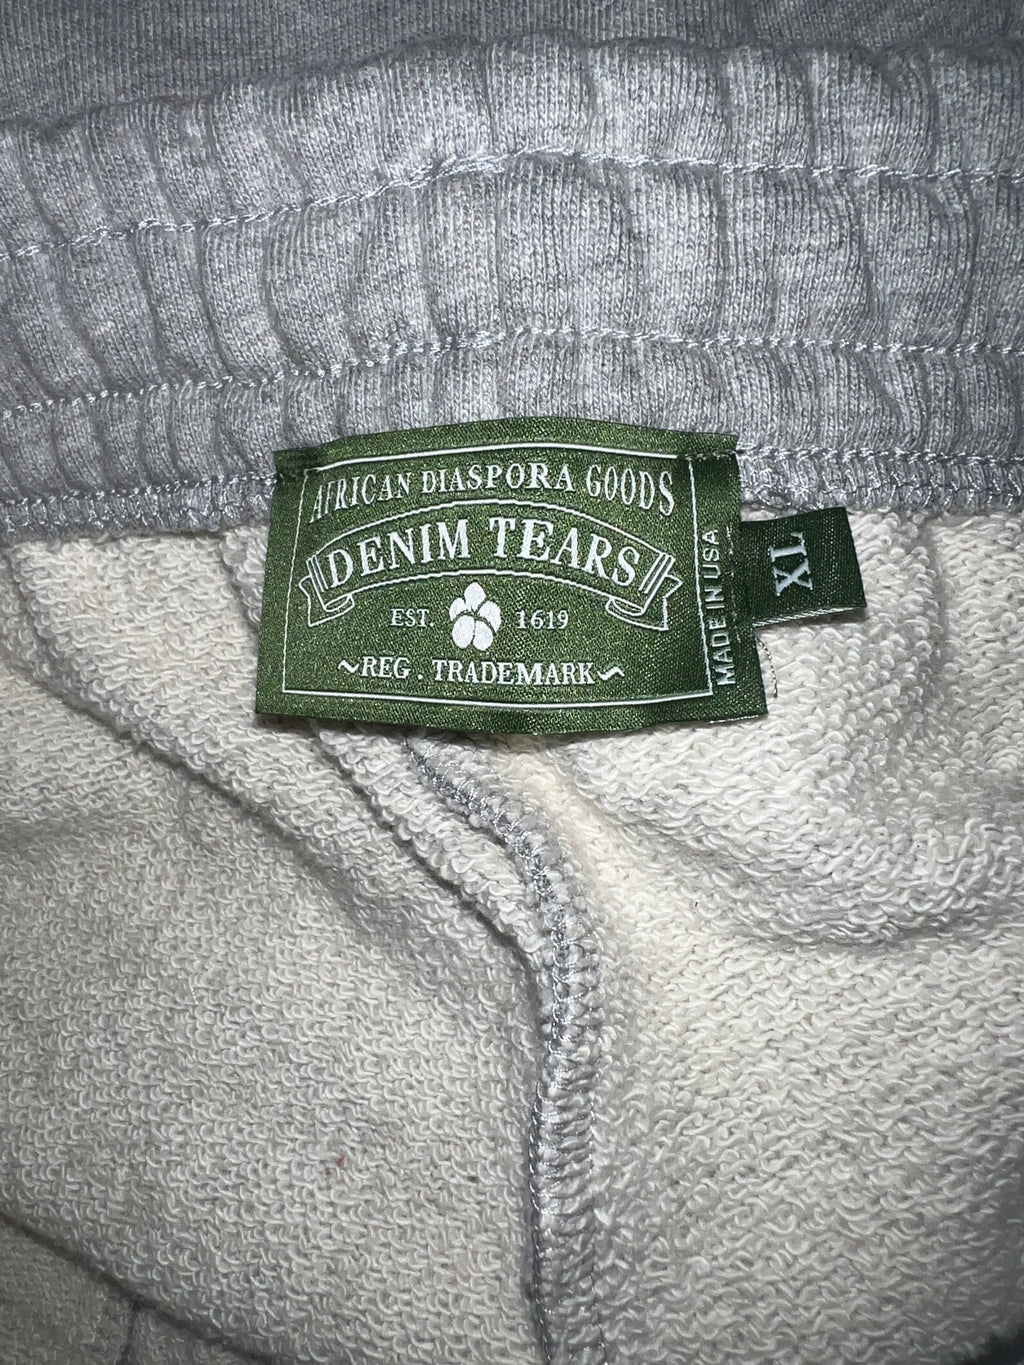 AFRICAN DIASPORA GOODS
DENIM TEARS
EST. 1619
~REG . TRADEMARK~
MADE IN USA
XL